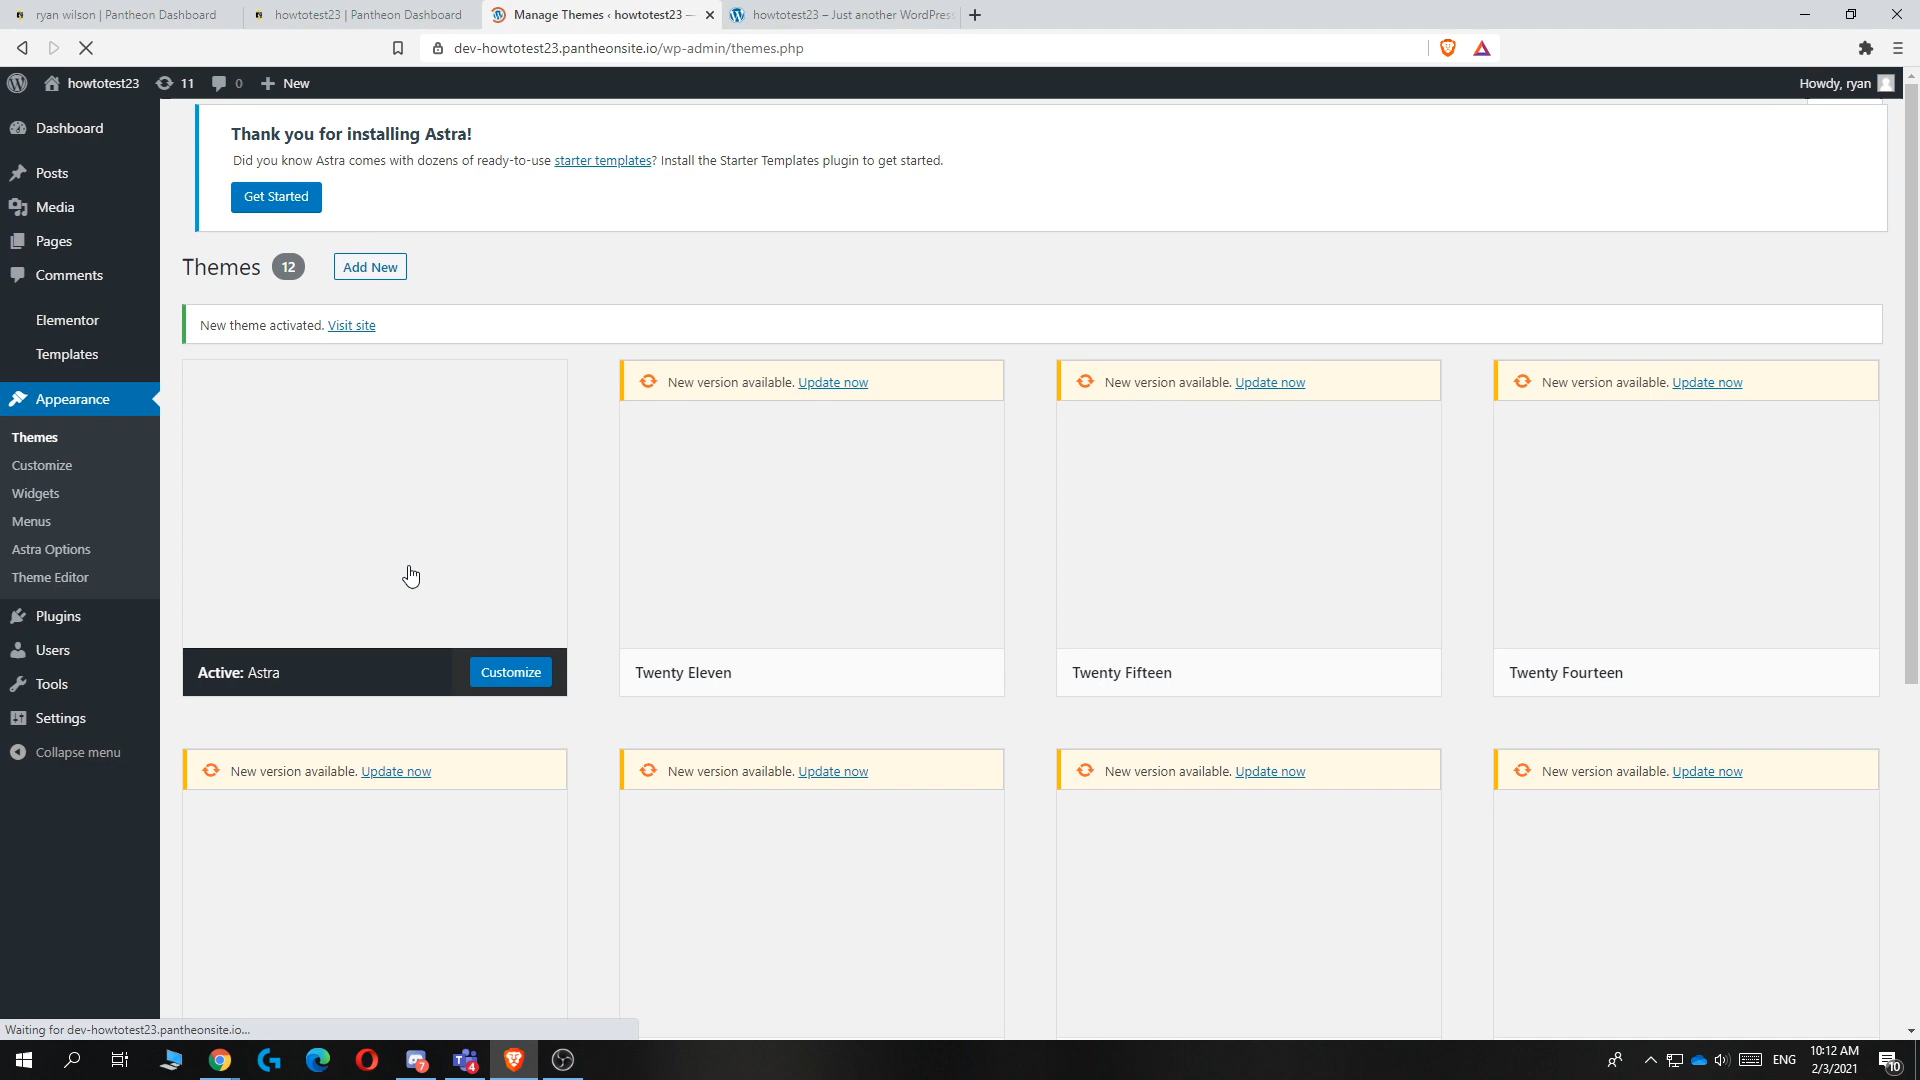 ryan wilson | Pantheon Dashboard
howtotest23 | Pantheon Dashboard
Manage Themes ‹ howtotest23 —
howtotest23 – Just another WordPress
dev-howtotest23.pantheonsite.io/wp-admin/themes.php
howtotest23
11
0
New
Howdy, ryan
Dashboard
Posts
Media
Pages
Comments
Elementor
Templates
Appearance
Themes
Customize
Widgets
Menus
Astra Options
Theme Editor
Plugins
Users
Tools
Settings
Collapse menu
Thank you for installing Astra!
Did you know Astra comes with dozens of ready-to-use starter templates? Install the Starter Templates plugin to get started.
Get Started
Themes 12 Add New
New theme activated. Visit site
New version available. Update now
New version available. Update now
New version available. Update now
Active: Astra
Customize
Twenty Eleven
Twenty Fifteen
Twenty Fourteen
New version available. Update now
New version available. Update now
New version available. Update now
New version available. Update now
Waiting for dev-howtotest23.pantheonsite.io...
7
4
ENG
10:12 AM
2/3/2021
10